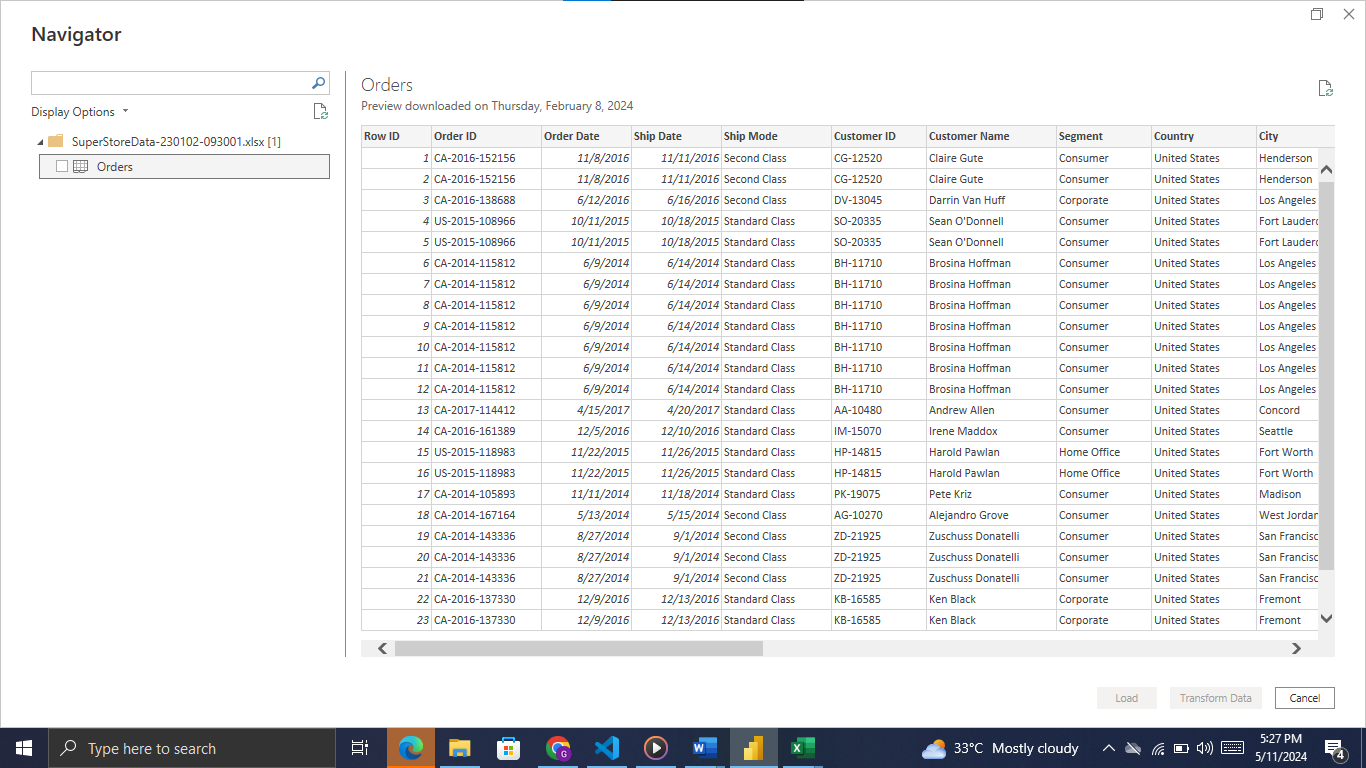 Navigator
Display Options
SuperStoreData-230102-093001.xlsx [1]
Orders
Orders
Preview downloaded on Thursday, February 8, 2024
Row ID Order ID Order Date Ship Date Ship Mode Customer ID Customer Name Segment Country City
1 CA-2016-152156 11/8/2016 11/11/2016 Second Class CG-12520 Claire Gute Consumer United States Henderson
2 CA-2016-152156 11/8/2016 11/11/2016 Second Class CG-12520 Claire Gute Consumer United States Henderson
3 CA-2016-138688 6/12/2016 6/16/2016 Second Class DV-13045 Darrin Van Huff Corporate United States Los Angeles
4 US-2015-108966 10/11/2015 10/18/2015 Standard Class SO-20335 Sean O'Donnell Consumer United States Fort Lauderd
5 US-2015-108966 10/11/2015 10/18/2015 Standard Class SO-20335 Sean O'Donnell Consumer United States Fort Lauderd
6 CA-2014-115812 6/9/2014 6/14/2014 Standard Class BH-11710 Brosina Hoffman Consumer United States Los Angeles
7 CA-2014-115812 6/9/2014 6/14/2014 Standard Class BH-11710 Brosina Hoffman Consumer United States Los Angeles
8 CA-2014-115812 6/9/2014 6/14/2014 Standard Class BH-11710 Brosina Hoffman Consumer United States Los Angeles
9 CA-2014-115812 6/9/2014 6/14/2014 Standard Class BH-11710 Brosina Hoffman Consumer United States Los Angeles
10 CA-2014-115812 6/9/2014 6/14/2014 Standard Class BH-11710 Brosina Hoffman Consumer United States Los Angeles
11 CA-2014-115812 6/9/2014 6/14/2014 Standard Class BH-11710 Brosina Hoffman Consumer United States Los Angeles
12 CA-2014-115812 6/9/2014 6/14/2014 Standard Class BH-11710 Brosina Hoffman Consumer United States Los Angeles
13 CA-2017-114412 4/15/2017 4/20/2017 Standard Class AA-10480 Andrew Allen Consumer United States Concord
14 CA-2016-161389 12/5/2016 12/10/2016 Standard Class IM-15070 Irene Maddox Consumer United States Seattle
15 US-2015-118983 11/22/2015 11/26/2015 Standard Class HP-14815 Harold Pawlan Home Office United States Fort Worth
16 US-2015-118983 11/22/2015 11/26/2015 Standard Class HP-14815 Harold Pawlan Home Office United States Fort Worth
17 CA-2014-105893 11/11/2014 11/18/2014 Standard Class PK-19075 Pete Kriz Consumer United States Madison
18 CA-2014-167164 5/13/2014 5/15/2014 Second Class AG-10270 Alejandro Grove Consumer United States West Jordan
19 CA-2014-143336 8/27/2014 9/1/2014 Second Class ZD-21925 Zuschuss Donatelli Consumer United States San Francisc
20 CA-2014-143336 8/27/2014 9/1/2014 Second Class ZD-21925 Zuschuss Donatelli Consumer United States San Francisc
21 CA-2014-143336 8/27/2014 9/1/2014 Second Class ZD-21925 Zuschuss Donatelli Consumer United States San Francisc
22 CA-2016-137330 12/9/2016 12/13/2016 Standard Class KB-16585 Ken Black Corporate United States Fremont
23 CA-2016-137330 12/9/2016 12/13/2016 Standard Class KB-16585 Ken Black Corporate United States Fremont
Load Transform Data Cancel
Type here to search
33°C Mostly cloudy
5:27 PM
5/11/2024
4